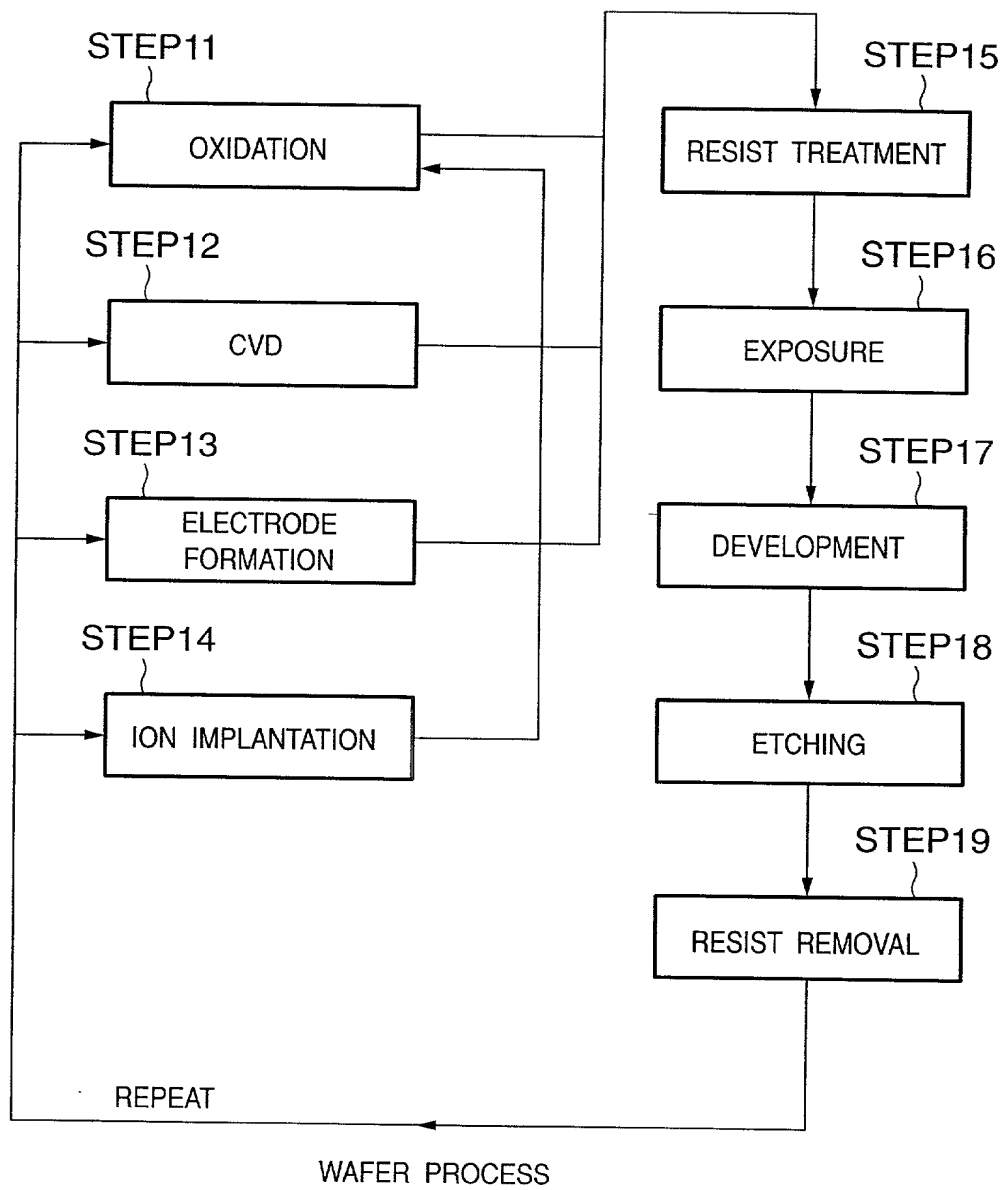 STEP11
OXIDATION
STEP12
CVD
STEP13
ELECTRODE
FORMATION
STEP14
ION IMPLANTATION
STEP15
RESIST TREATMENT
STEP16
EXPOSURE
STEP17
DEVELOPMENT
STEP18
ETCHING
STEP19
RESIST REMOVAL
REPEAT
WAFER PROCESS